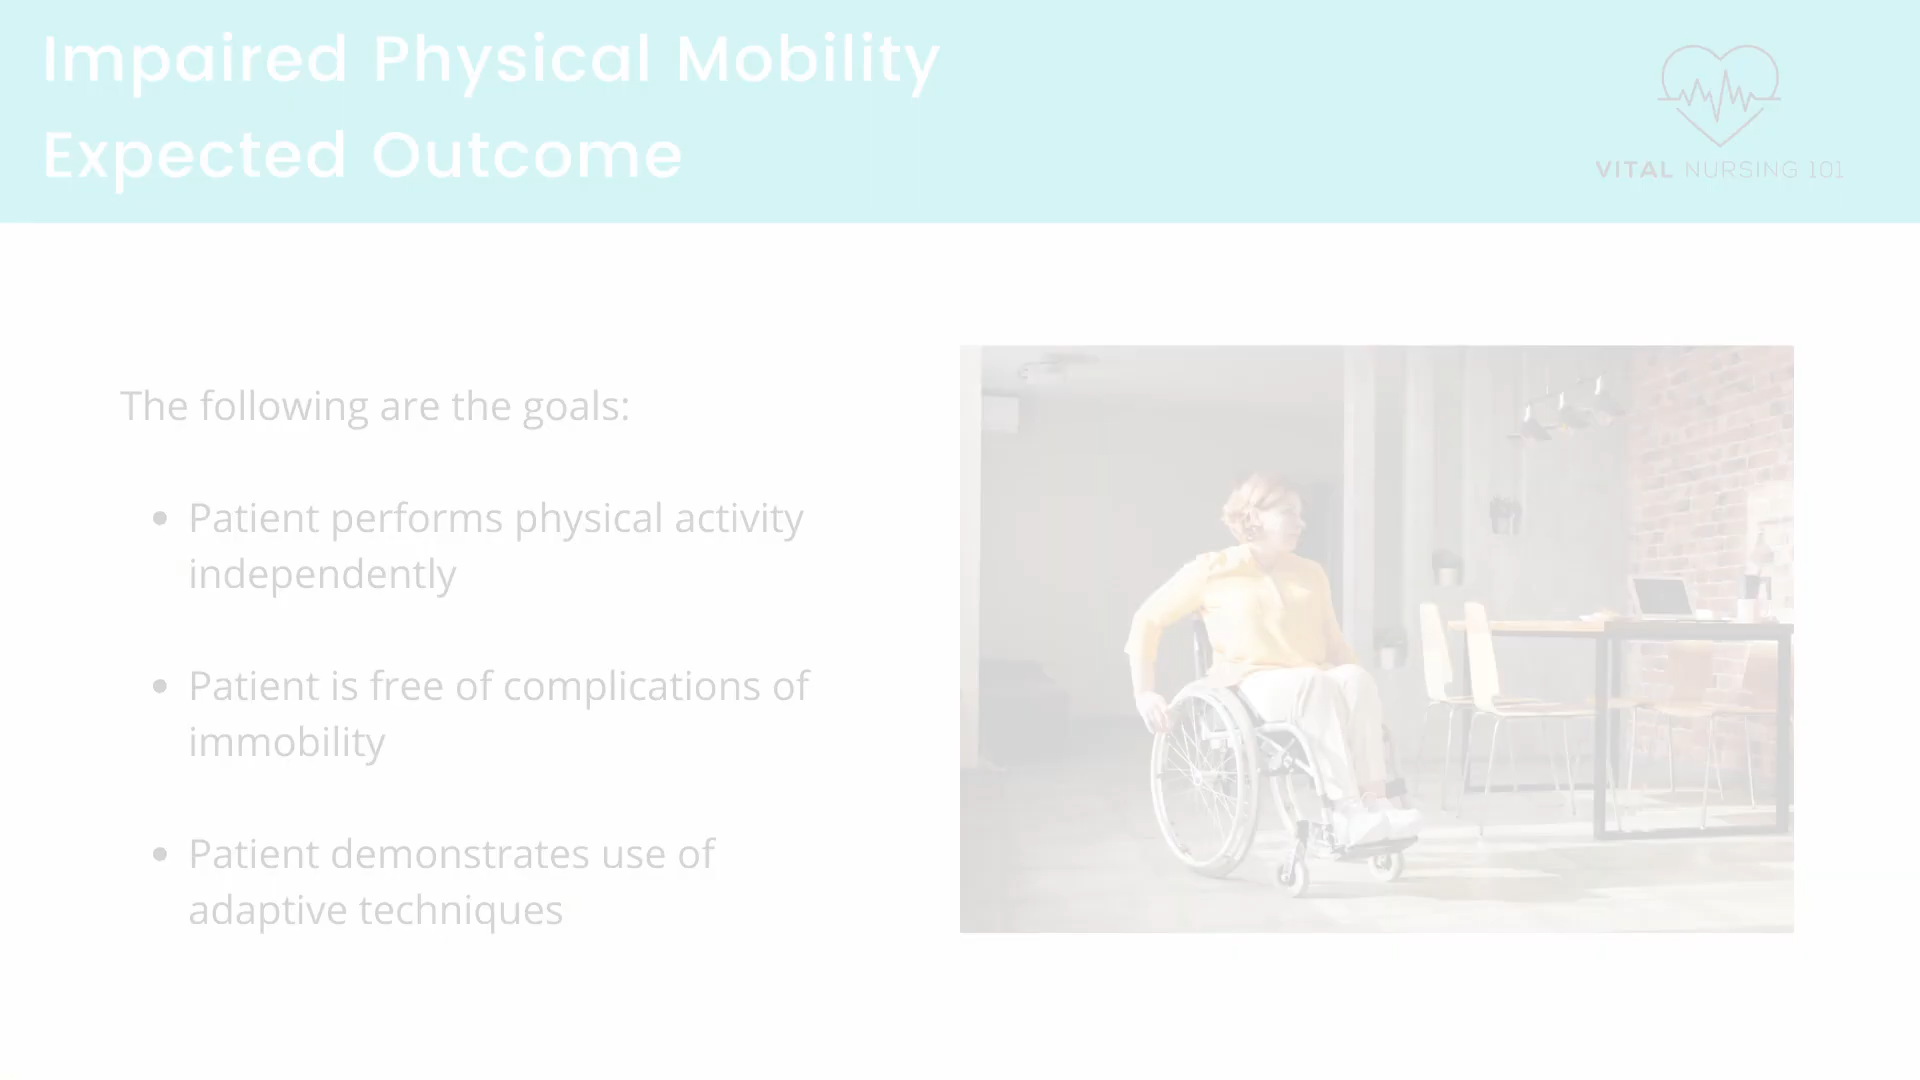 Impaired Physical Mobility
Expected Outcome
VITAL NURSING 101
The following are the goals:
• Patient performs physical activity
independently
• Patient is free of complications of
immobility
• Patient demonstrates use of
adaptive techniques